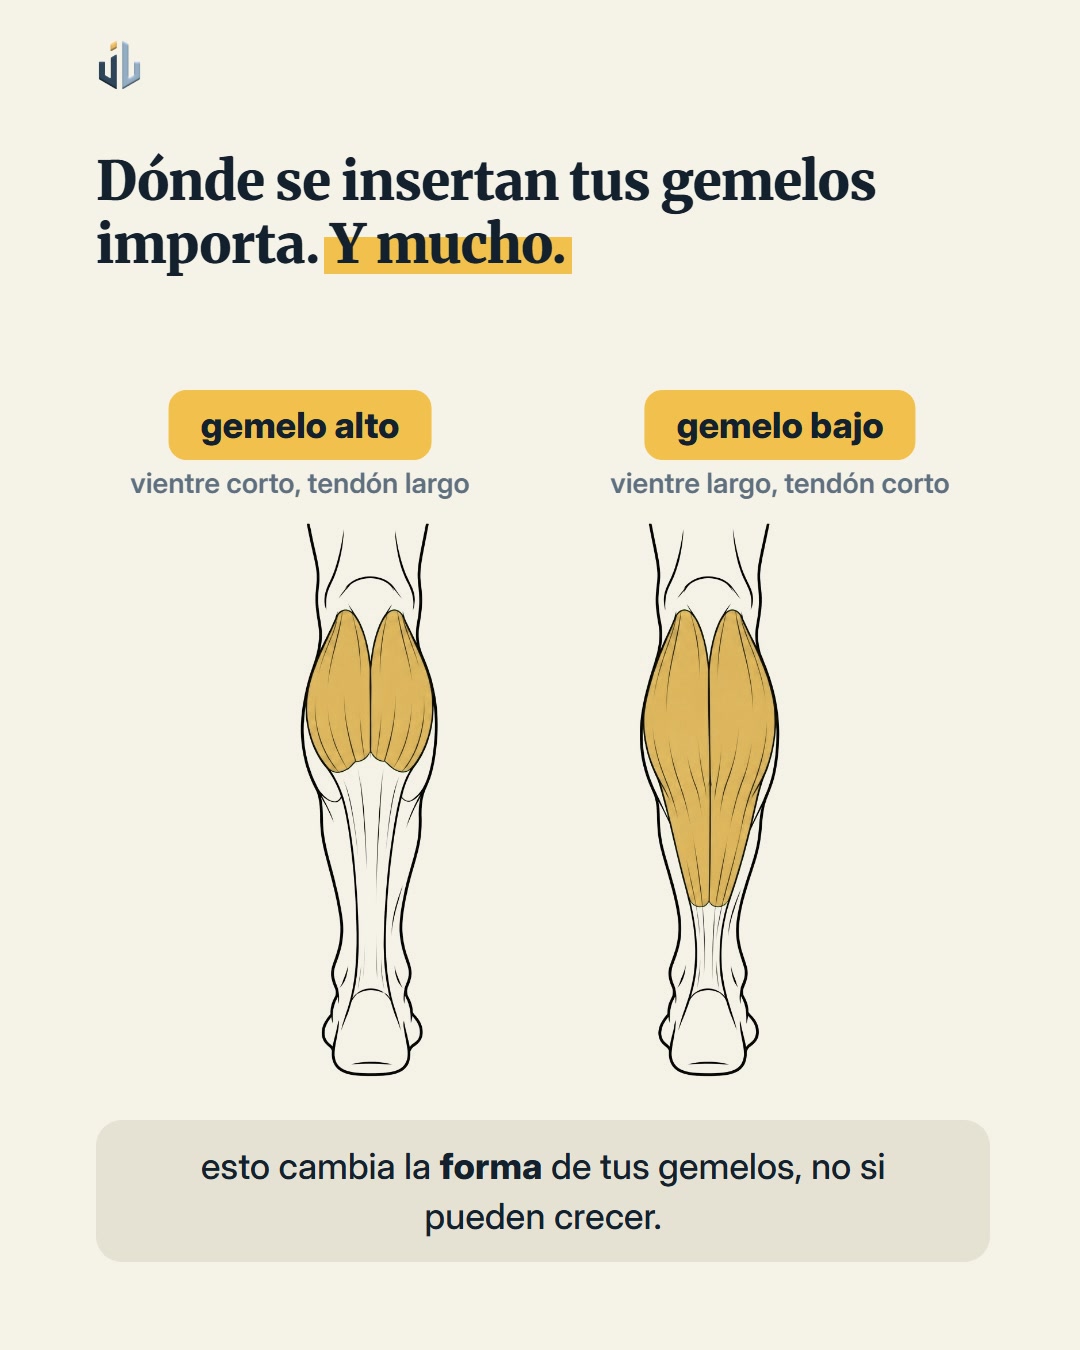 Dónde se insertan tus gemelos
importa. Y mucho.
gemelo alto
gemelo bajo
vientre corto, tendón largo
vientre largo, tendón corto
esto cambia la forma de tus gemelos, no si
pueden crecer.